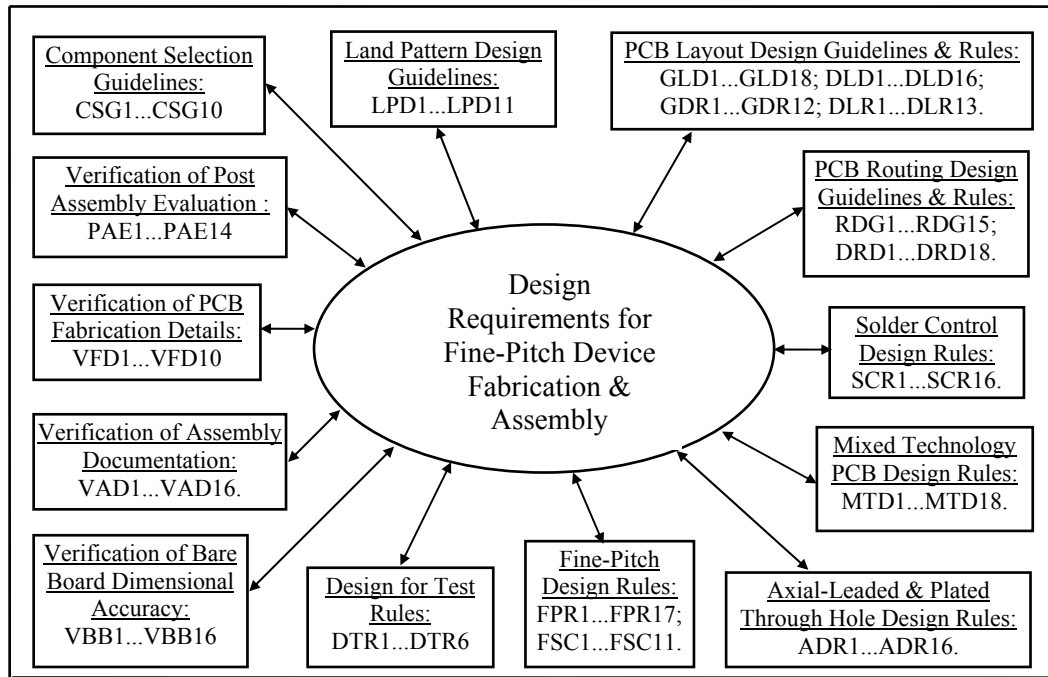 Component Selection
Guidelines:
CSG1...CSG10
Land Pattern Design
Guidelines:
LPD1...LPD11
PCB Layout Design Guidelines & Rules:
GLD1...GLD18; DLD1...DLD16;
GDR1...GDR12; DLR1...DLR13.
Verification of Post
Assembly Evaluation :
PAE1...PAE14
PCB Routing Design
Guidelines & Rules:
RDG1...RDG15;
DRD1...DRD18.
Verification of PCB
Fabrication Details:
VFD1...VFD10
Design
Requirements for
Fine-Pitch Device
Fabrication &
Assembly
Solder Control
Design Rules:
SCR1...SCR16.
Verification of Assembly
Documentation:
VAD1...VAD16.
Mixed Technology
PCB Design Rules:
MTD1...MTD18.
Verification of Bare
Board Dimensional
Accuracy:
VBB1...VBB16
Design for Test
Rules:
DTR1...DTR6
Fine-Pitch
Design Rules:
FPR1...FPR17;
FSC1...FSC11.
Axial-Leaded & Plated
Through Hole Design Rules:
ADR1...ADR16.